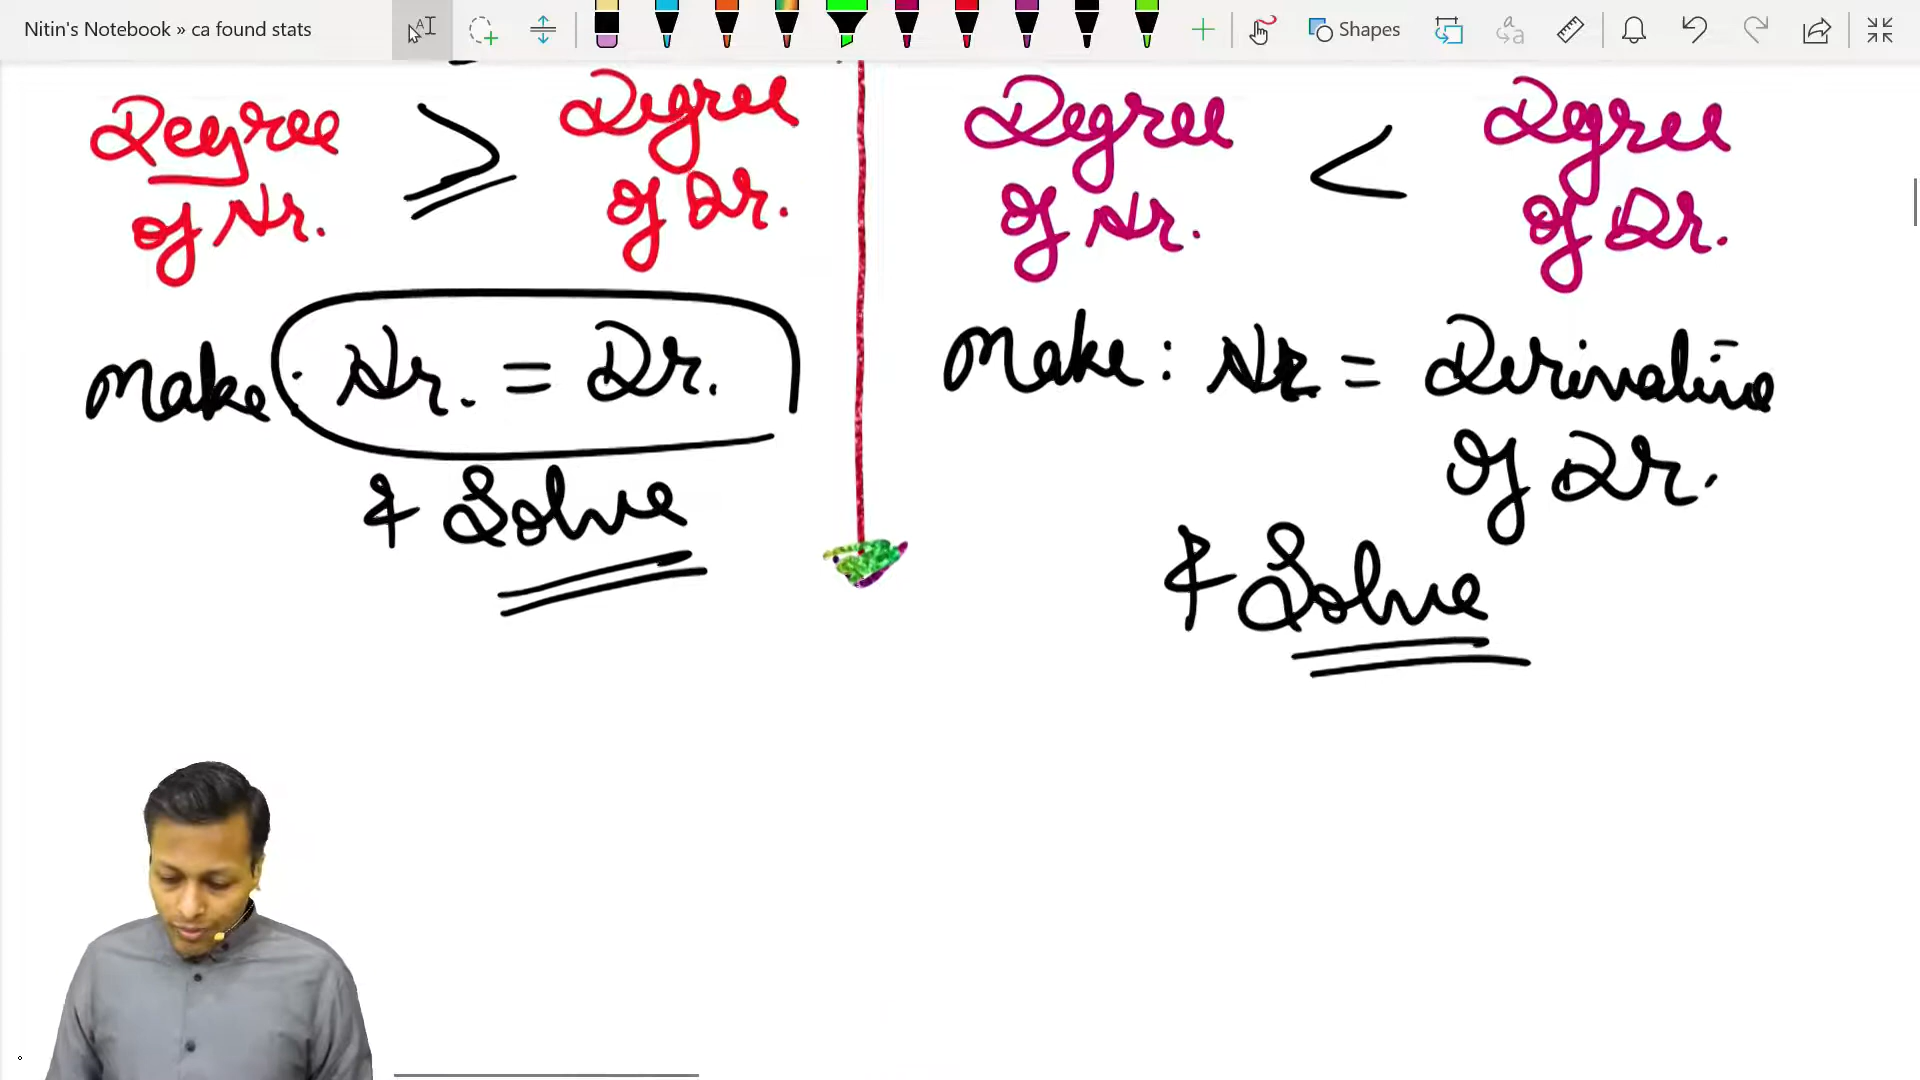 Nitin's Notebook » ca found stats
Shapes
Degree of Nr. ≥ Degree of Dr.
Make: Nr. = Dr.
& Solve
Degree of Nr. < Degree of Dr.
Make: Nr = Derivative
of Dr.
& Solve